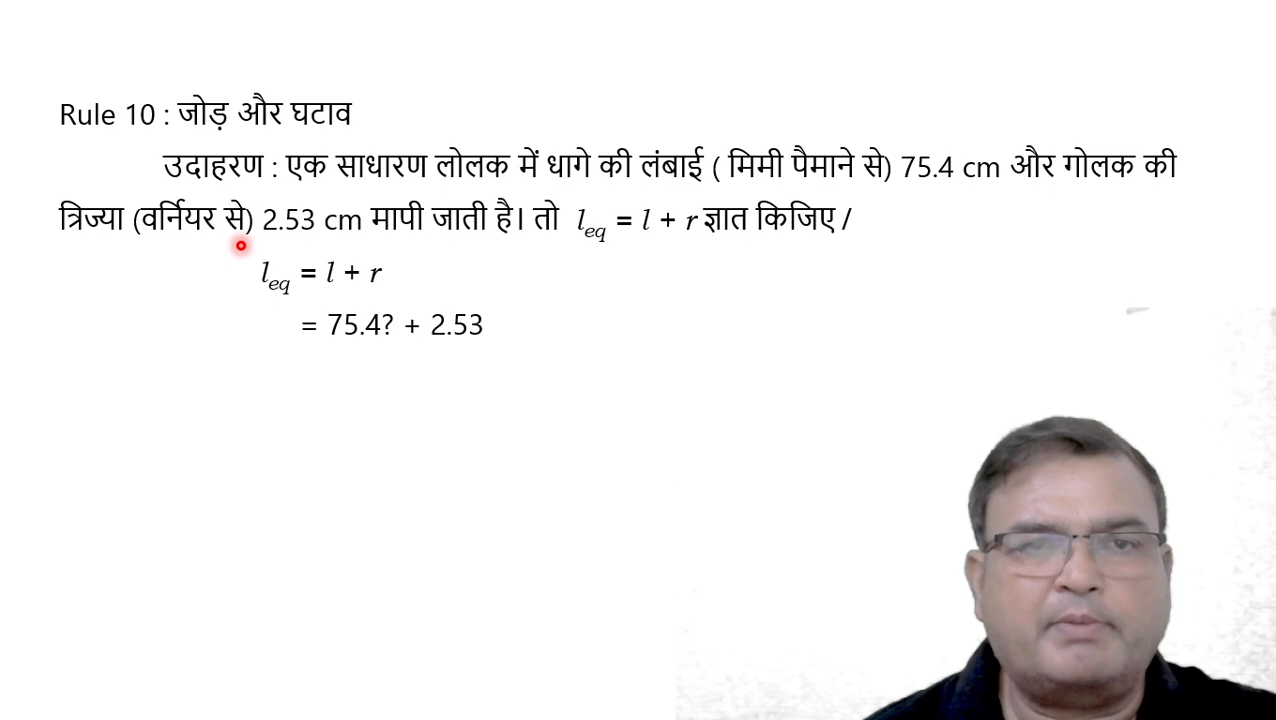 Rule 10 : जोड़ और घटाव
उदाहरण : एक साधारण लोलक में धागे की लंबाई ( मिमी पैमाने से) 75.4 cm और गोलक की
त्रिज्या (वर्नियर से) 2.53 cm मापी जाती है। तो l_eq = l + r ज्ञात किजिए /
l_eq = l + r
= 75.4? + 2.53